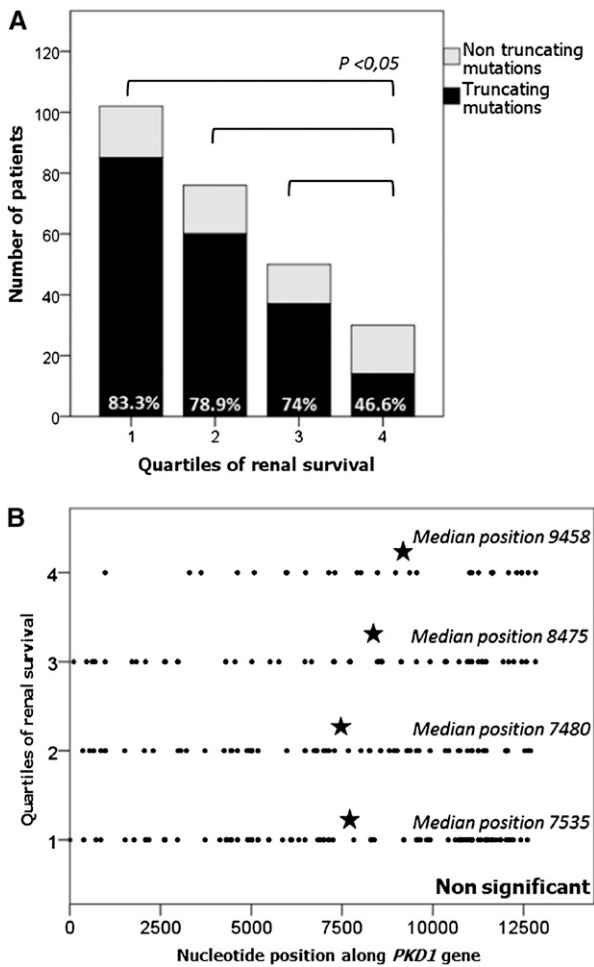 A
120
100
80
60
40
20
0
Number of patients
P <0,05
Non truncating
mutations
Truncating
mutations
83.3%
78.9%
74%
46.6%
1
2
3
4
Quartiles of renal survival
B
Quartiles of renal survival
4
3
2
1
Median position 9458
Median position 8475
Median position 7480
Median position 7535
Non significant
0
2500
5000
7500
10000
12500
Nucleotide position along PKD1 gene